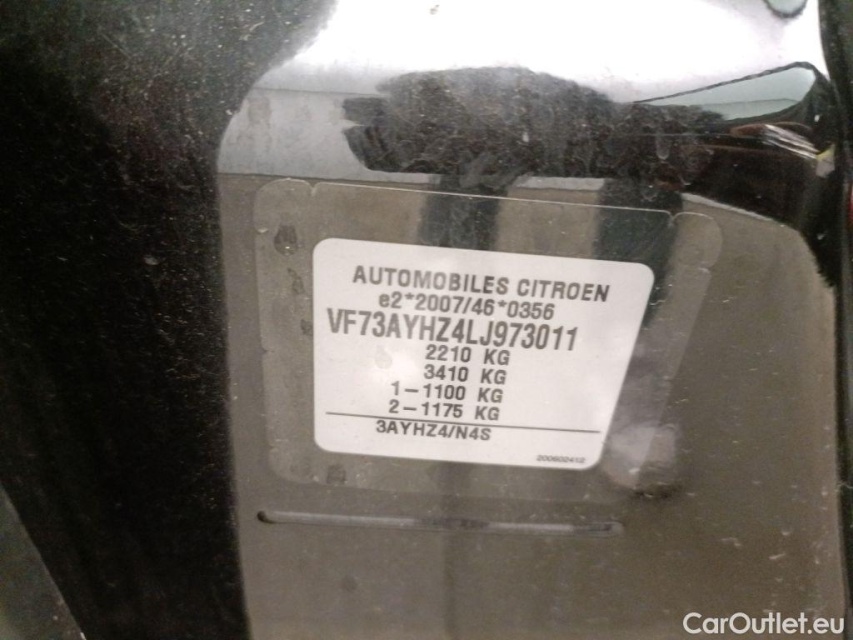 AUTOMOBILES CITROEN
e2*2007/46*0356
VF73AYHZ4LJ973011
2210 KG
3410 KG
1-1100 KG
2-1175 KG
3AYHZ4/N4S
200602412
CarOutlet.eu